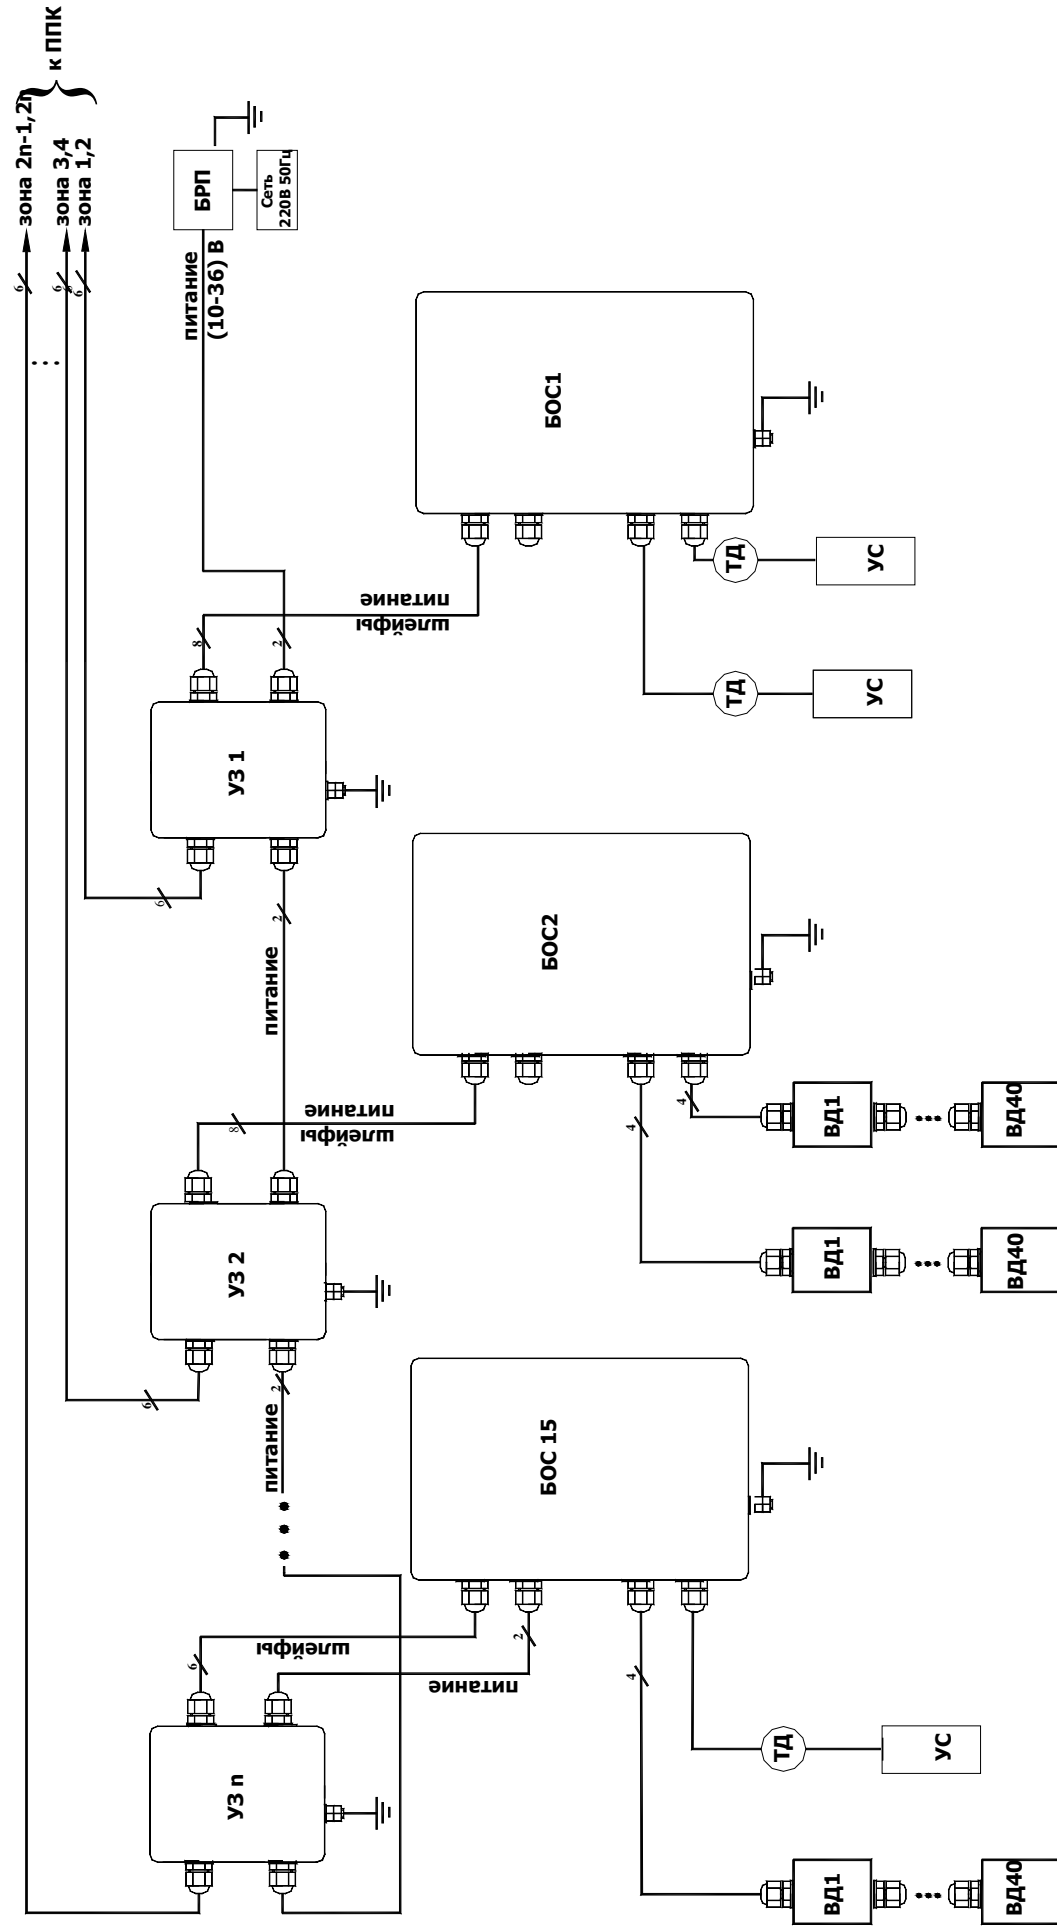 к ППК
зона 2n-1,2n
зона 3,4
зона 1,2
6
6
6
6
БРП
Сеть
220В 50Гц
питание
(10-36) В
БОС1
питание
шлейфы
8
2
ТД
УС
ТД
УС
УЗ 1
6
2
питание
БОС2
питание
шлейфы
8
4
4
ВД1
ВД40
ВД1
ВД40
УЗ 2
6
2
питание
БОС 15
шлейфы
6
2
питание
4
ТД
УС
УЗ n
ВД1
ВД40